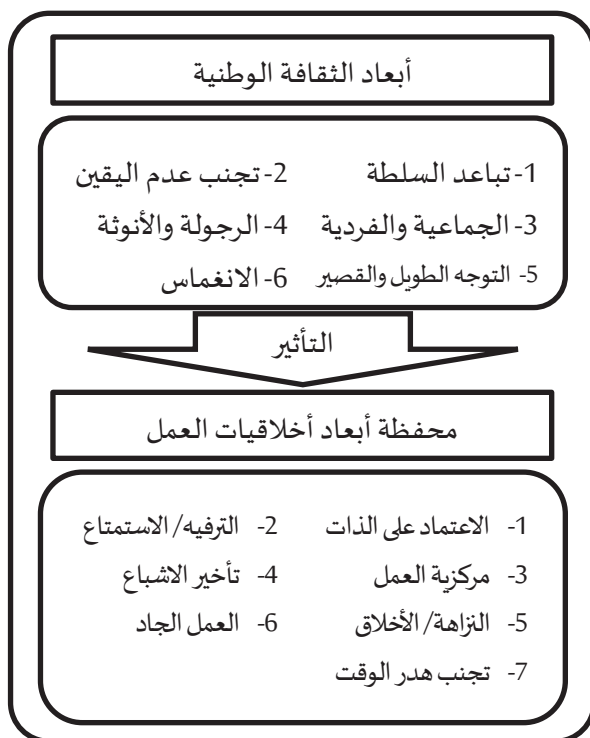 أبعاد الثقافة الوطنية
1- تباعد السلطة 2- تجنب عدم اليقين
3- الجماعية والفردية 4- الرجولة والأنوثة
5- التوجه الطويل والقصير 6- الانغماس
التأثير
محفظة أبعاد أخلاقيات العمل
1- الاعتماد على الذات 2- الترفيه/ الاستمتاع
3- مركزية العمل 4- تأخير الاشباع
5- النزاهة/ الأخلاق 6- العمل الجاد
7- تجنب هدر الوقت